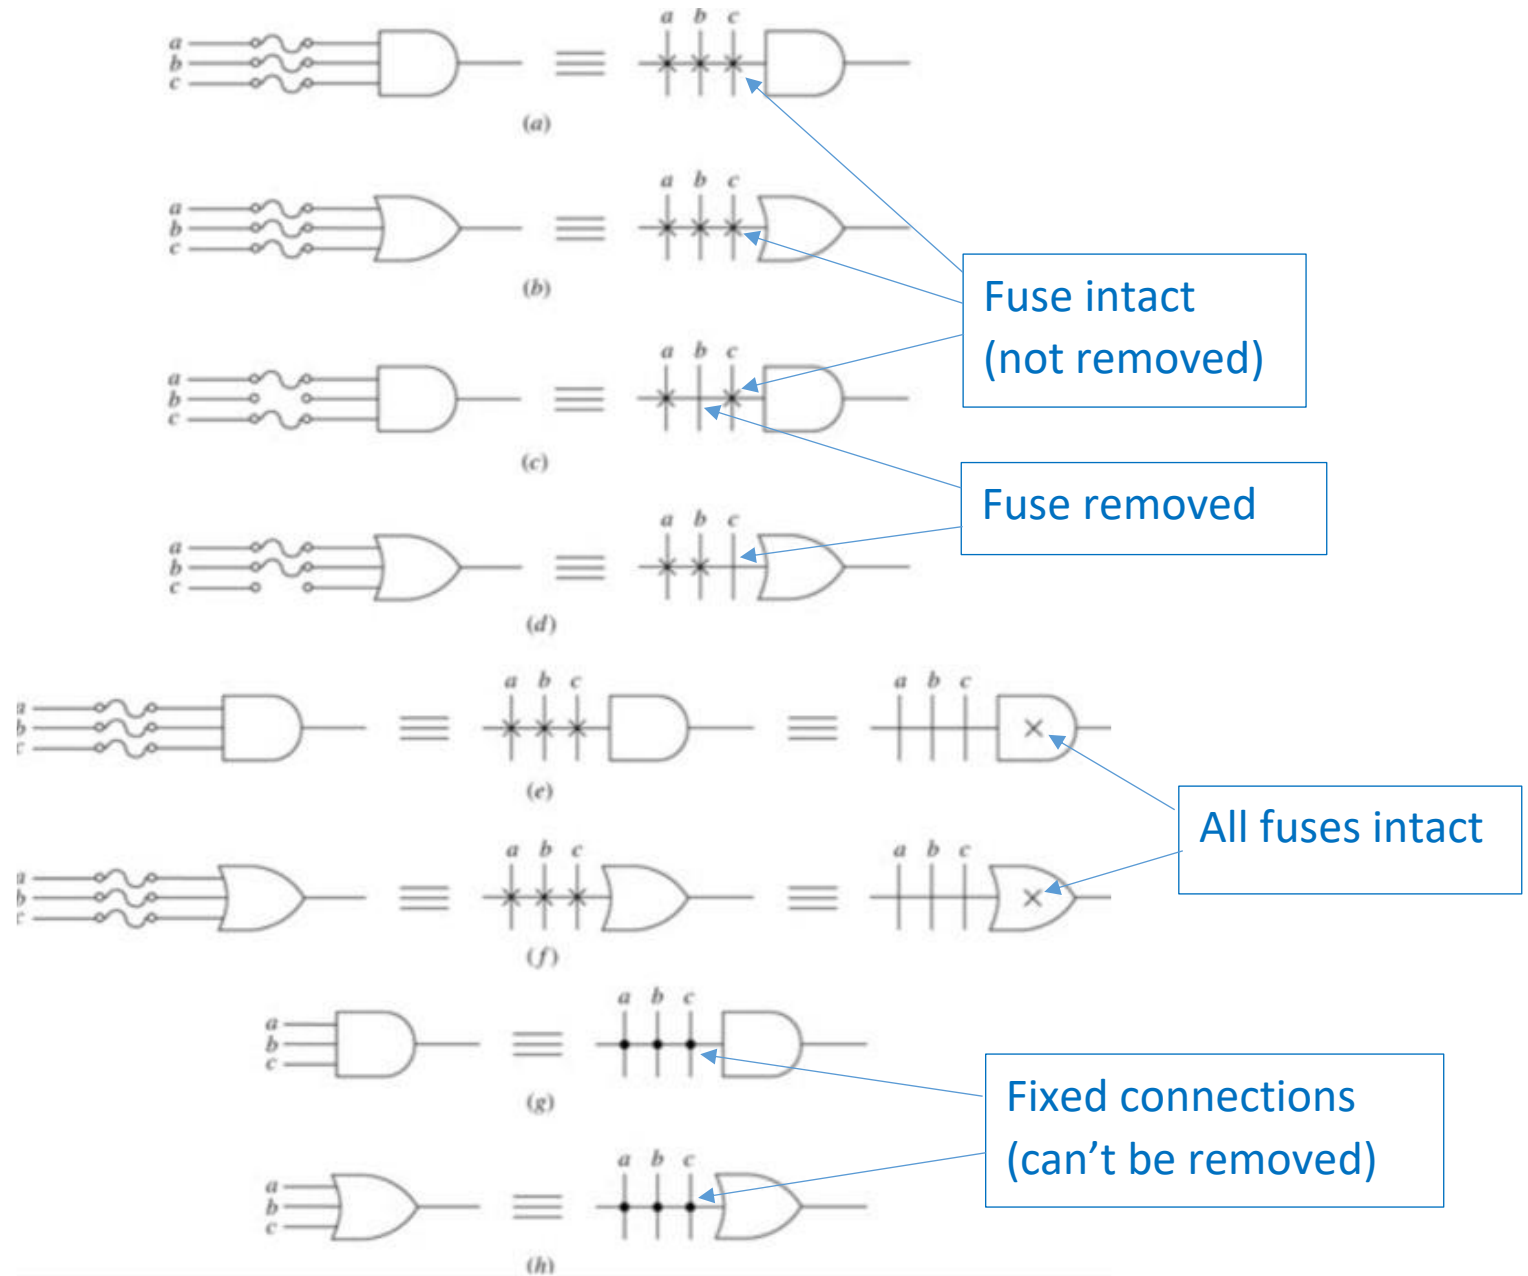 a b c
a
b
c
(a)
a b c
a
b
c
(b)
Fuse intact
(not removed)
a b c
a
b
c
(c)
Fuse removed
a b c
a
b
c
(d)
a b c
a b c
a
b
c
(e)
All fuses intact
a b c
a b c
a
b
c
(f)
a b c
a
b
c
(g)
Fixed connections
(can't be removed)
a b c
a
b
c
(h)